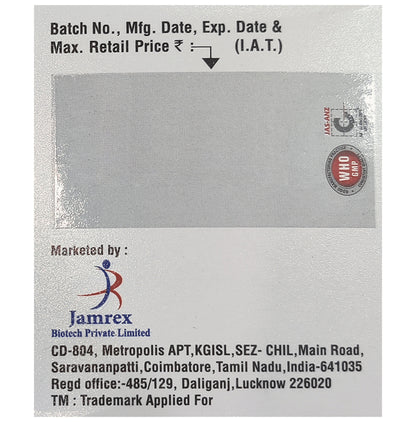 Batch No., Mfg. Date, Exp. Date &
Max. Retail Price ₹ : (I.A.T.)
JAS-ANZ
WHO
GMP
Marketed by :
Jamrex
Biotech Private Limited
CD-804, Metropolis APT,KGISL,SEZ- CHIL,Main Road,
Saravananpatti,Coimbatore,Tamil Nadu,India-641035
Regd office:-485/129, Daliganj,Lucknow 226020
TM : Trademark Applied For